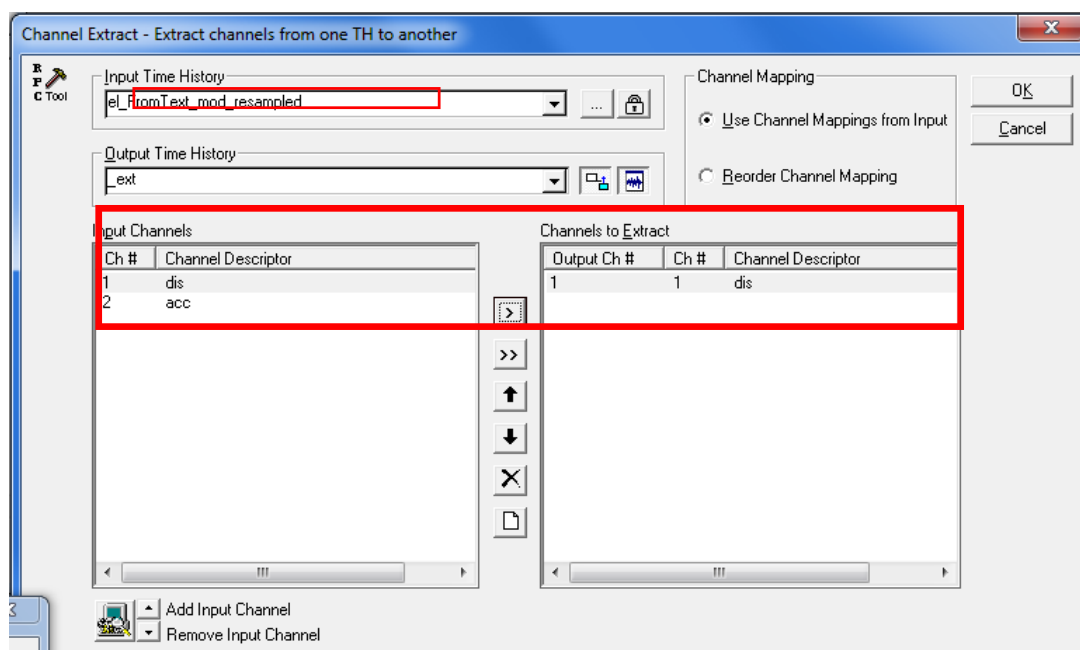 Channel Extract - Extract channels from one TH to another
R
P
C Tool
Input Time History
el_FromText_mod_resampled
...
Output Time History
_ext
Channel Mapping
Use Channel Mappings from Input
Reorder Channel Mapping
OK
Cancel
Input Channels
Ch # Channel Descriptor
1 dis
2 acc
>
>>
Channels to Extract
Output Ch # Ch # Channel Descriptor
1 1 dis
Add Input Channel
Remove Input Channel